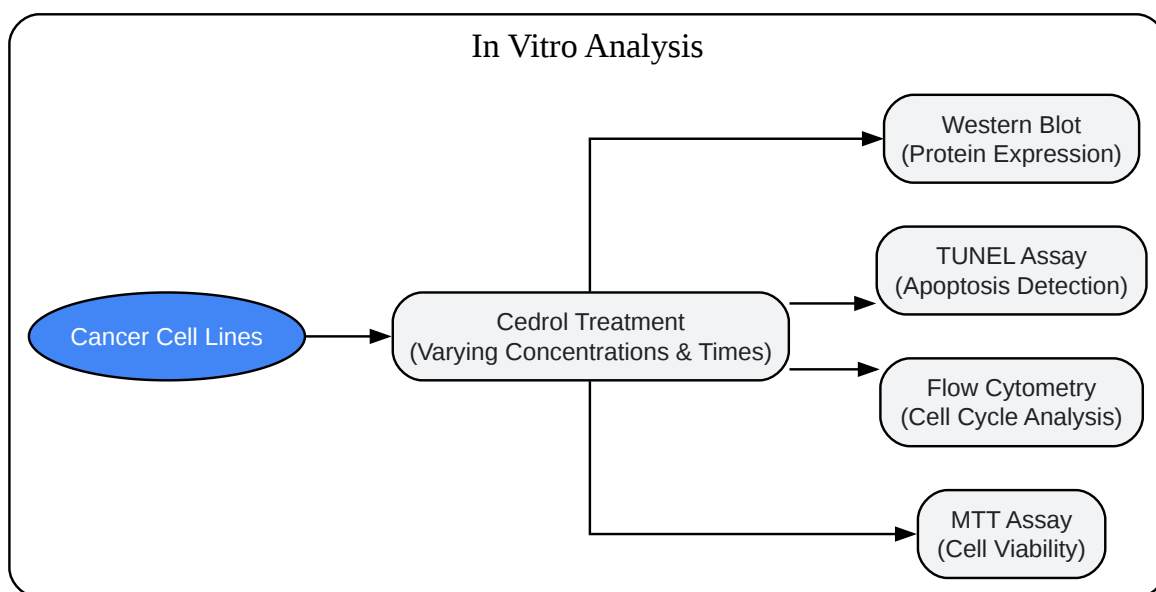 In Vitro Analysis
Western Blot
(Protein Expression)
TUNEL Assay
(Apoptosis Detection)
Cancer Cell Lines
Cedrol Treatment
(Varying Concentrations & Times)
Flow Cytometry
(Cell Cycle Analysis)
MTT Assay
(Cell Viability)